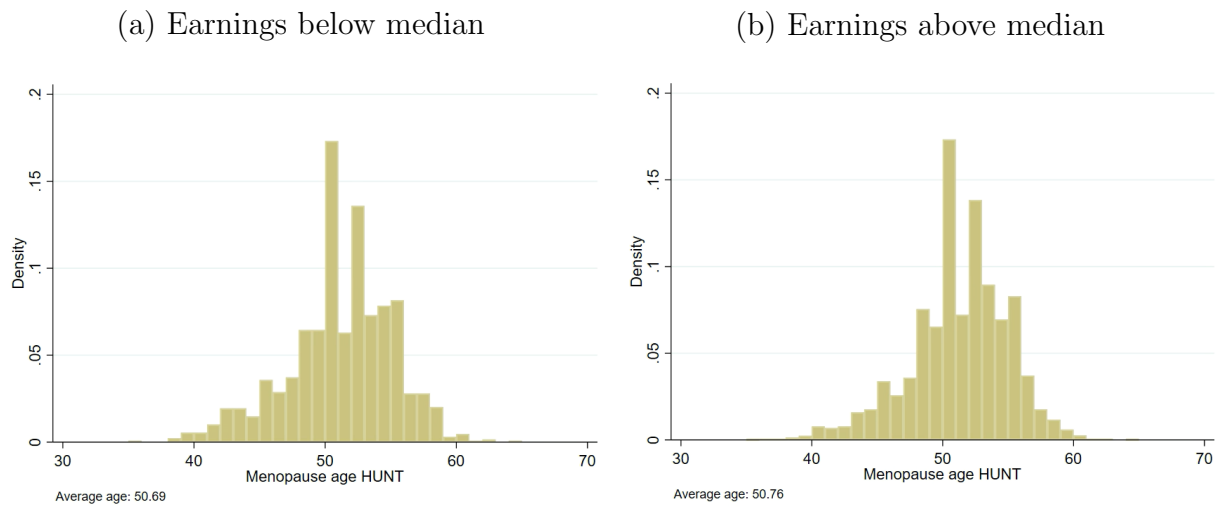 (a) Earnings below median
.2
.15
.1
.05
0
Density
30 40 50 60 70
Menopause age HUNT
Average age: 50.69
(b) Earnings above median
.2
.15
.1
.05
0
Density
30 40 50 60 70
Menopause age HUNT
Average age: 50.76